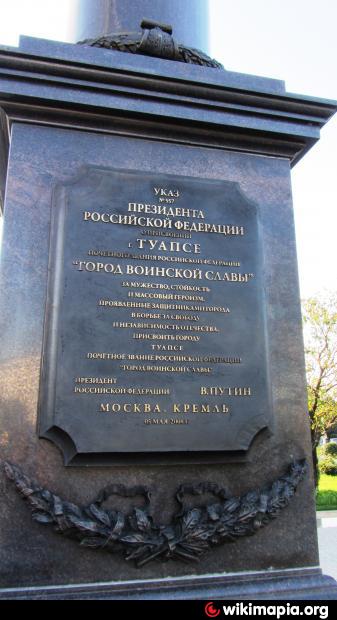 УКАЗ
№ 557
ПРЕЗИДЕНТА
РОССИЙСКОЙ ФЕДЕРАЦИИ
О ПРИСВОЕНИИ
г. ТУАПСЕ
ПОЧЕТНОГО ЗВАНИЯ РОССИЙСКОЙ ФЕДЕРАЦИИ
"ГОРОД ВОИНСКОЙ СЛАВЫ"
ЗА МУЖЕСТВО, СТОЙКОСТЬ
И МАССОВЫЙ ГЕРОИЗМ,
ПРОЯВЛЕННЫЕ ЗАЩИТНИКАМИ ГОРОДА
В БОРЬБЕ ЗА СВОБОДУ
И НЕЗАВИСИМОСТЬ ОТЕЧЕСТВА,
ПРИСВОИТЬ ГОРОДУ
ТУАПСЕ
ПОЧЕТНОЕ ЗВАНИЕ РОССИЙСКОЙ ФЕДЕРАЦИИ
"ГОРОД ВОИНСКОЙ СЛАВЫ"
ПРЕЗИДЕНТ
РОССИЙСКОЙ ФЕДЕРАЦИИ В.ПУТИН
МОСКВА. КРЕМЛЬ
05 МАЯ 2008 г.
wikimapia.org